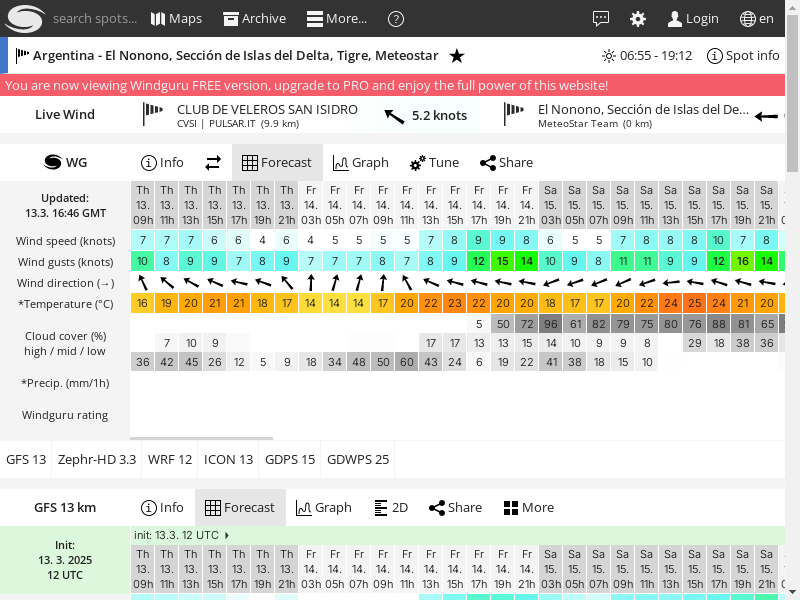 search spots... Maps Archive More... ? Login en
Argentina - El Nonono, Sección de Islas del Delta, Tigre, Meteostar ★ 06:55 - 19:12 Spot info
You are now viewing Windguru FREE version, upgrade to PRO and enjoy the full power of this website!
Live Wind
CLUB DE VELEROS SAN ISIDRO
CVSI | PULSAR.IT (9.9 km)
5.2 knots
El Nonono, Sección de Islas del De...
MeteoStar Team (0 km)
WG Info Forecast Graph Tune Share
Updated:
13.3. 16:46 GMT
Th Th Th Th Th Th Th Fr Fr Fr Fr Fr Fr Fr Fr Fr Fr Sa Sa Sa Sa Sa Sa Sa Sa Sa Sa
13. 13. 13. 13. 13. 13. 13. 14. 14. 14. 14. 14. 14. 14. 14. 14. 14. 15. 15. 15. 15. 15. 15. 15. 15. 15. 15.
09h 11h 13h 15h 17h 19h 21h 03h 05h 07h 09h 11h 13h 15h 17h 19h 21h 03h 05h 07h 09h 11h 13h 15h 17h 19h 21h
Wind speed (knots) 7 7 7 6 6 4 6 4 5 5 5 5 7 8 9 9 8 6 5 5 7 8 8 8 10 7 8
Wind gusts (knots) 10 8 9 9 7 8 9 7 7 7 8 7 8 9 12 15 14 10 9 8 11 11 9 9 12 16 14
Wind direction (→)
*Temperature (°C) 16 19 20 21 21 18 17 14 14 14 17 20 22 23 22 20 20 18 17 17 20 22 24 25 24 21 20
Cloud cover (%)
high / mid / low
5 50 72 96 61 82 79 75 80 76 88 81 65
7 10 9 17 17 13 13 15 14 10 9 9 8 29 18 38 36
36 42 45 26 12 5 9 18 34 48 50 60 43 24 6 19 22 41 38 18 15 10
*Precip. (mm/1h)
Windguru rating
GFS 13 Zephr-HD 3.3 WRF 12 ICON 13 GDPS 15 GDWPS 25
GFS 13 km Info Forecast Graph 2D Share More
init: 13.3. 12 UTC
Init:
13. 3. 2025
12 UTC
Th Th Th Th Th Th Th Fr Fr Fr Fr Fr Fr Fr Fr Fr Fr Sa Sa Sa Sa Sa Sa Sa Sa Sa Sa
13. 13. 13. 13. 13. 13. 13. 14. 14. 14. 14. 14. 14. 14. 14. 14. 14. 15. 15. 15. 15. 15. 15. 15. 15. 15. 15.
09h 11h 13h 15h 17h 19h 21h 03h 05h 07h 09h 11h 13h 15h 17h 19h 21h 03h 05h 07h 09h 11h 13h 15h 17h 19h 21h